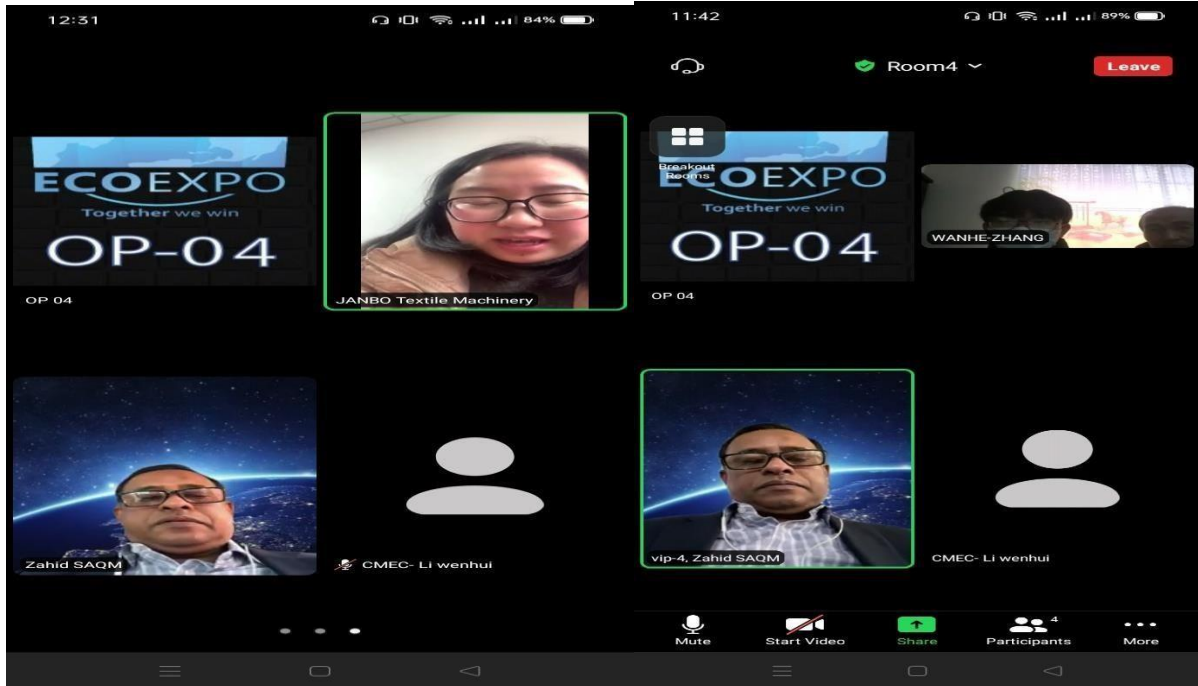 12:31
84%
ECOEXPO
Together we win
OP-04
OP 04
JANBO Textile Machinery
Zahid SAQM
CMEC- Li wenhui
11:42
89%
Room4
Leave
Breakout
Rooms
ECOEXPO
Together we win
OP-04
OP 04
WANHE-ZHANG
vip-4, Zahid SAQM
CMEC- Li wenhui
Mute
Start Video
Share
4
Participants
More